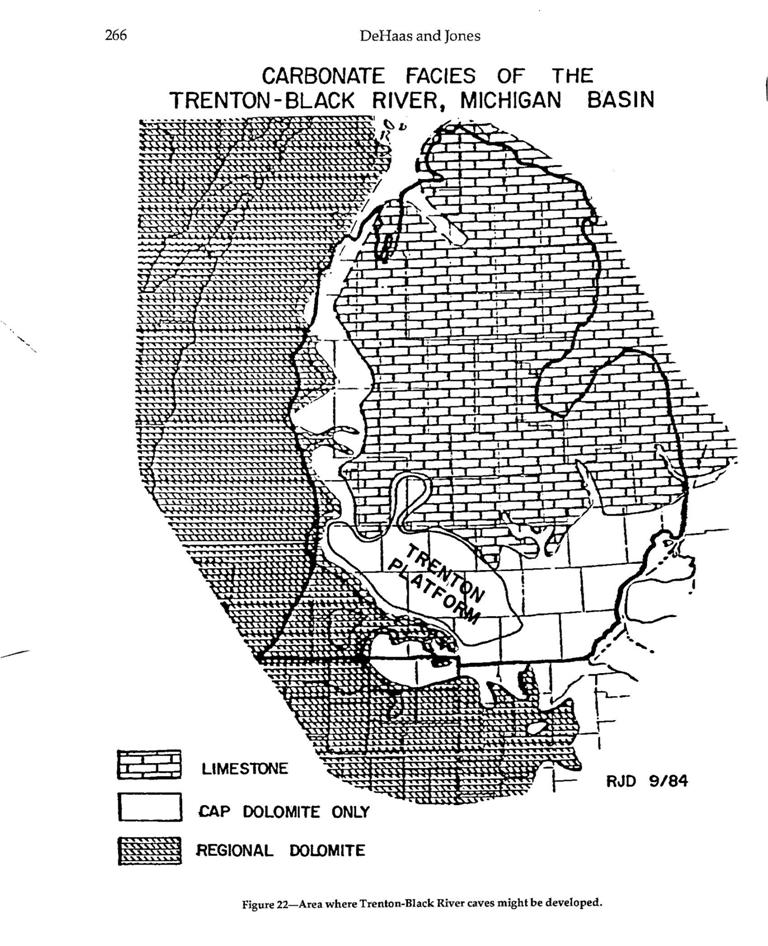 266
DeHaas and Jones
CARBONATE FACIES OF THE
TRENTON-BLACK RIVER, MICHIGAN BASIN
TRENTON
PLATFORM
LIMESTONE
CAP DOLOMITE ONLY
REGIONAL DOLOMITE
RJD 9/84
Figure 22—Area where Trenton-Black River caves might be developed.